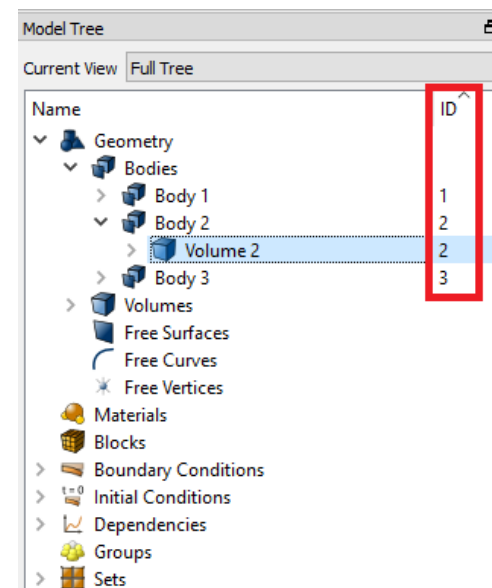 Model Tree
Current View Full Tree
Name ID
Geometry
Bodies
Body 1 1
Body 2 2
Volume 2 2
Body 3 3
Volumes
Free Surfaces
Free Curves
Free Vertices
Materials
Blocks
Boundary Conditions
t=0 Initial Conditions
Dependencies
Groups
Sets